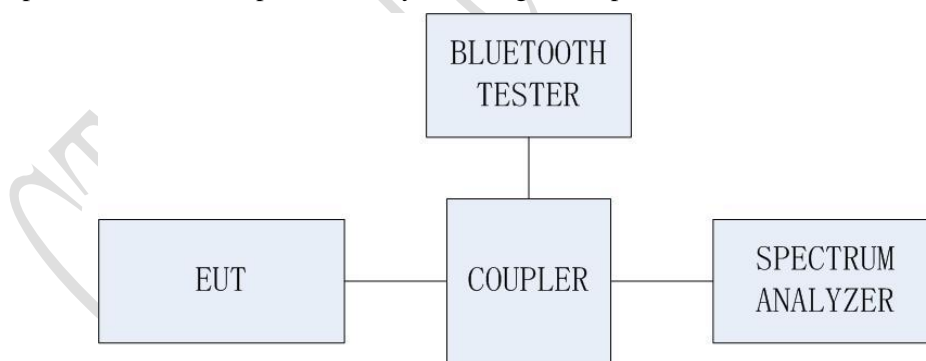 BLUETOOTH
TESTER
EUT
COUPLER
SPECTRUM
ANALYZER